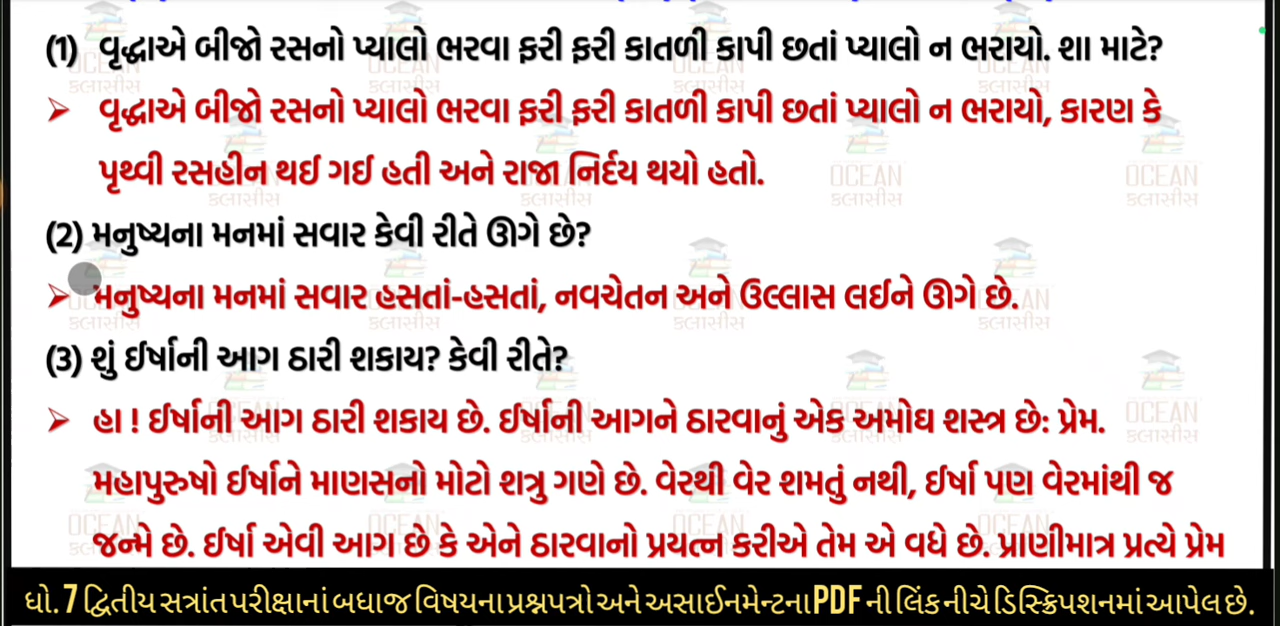 (1) વૃદ્ધાએ બીજો રસનો પ્યાલો ભરવા ફરી ફરી કાતળી કાપી છતાં પ્યાલો ન ભરાયો. શા માટે?
➢ વૃદ્ધાએ બીજો રસનો પ્યાલો ભરવા ફરી ફરી કાતળી કાપી છતાં પ્યાલો ન ભરાયો, કારણ કે
પૃથ્વી રસહીન થઈ ગઈ હતી અને રાજા નિર્દય થયો હતો.
(2) મનુષ્યના મનમાં સવાર કેવી રીતે ઊગે છે?
➢ મનુષ્યના મનમાં સવાર હસતાં-હસતાં, નવચેતન અને ઉલ્લાસ લઈને ઊગે છે.
(3) શું ઈર્ષાની આગ ઠારી શકાય? કેવી રીતે?
➢ હા ! ઈર્ષાની આગ ઠારી શકાય છે. ઈર્ષાની આગને ઠારવાનું એક અમોઘ શસ્ત્ર છેઃ પ્રેમ.
મહાપુરુષો ઈર્ષાને માણસનો મોટો શત્રુ ગણે છે. વેરથી વેર શમતું નથી, ઈર્ષા પણ વેરમાંથી જ
જન્મે છે. ઈર્ષા એવી આગ છે કે એને ઠારવાનો પ્રયત્ન કરીએ તેમ એ વધે છે. પ્રાણીમાત્ર પ્રત્યે પ્રેમ
ધો. 7 દ્વિતીય સત્રાંત પરીક્ષાનાં બધા જ વિષયના પ્રશ્નપત્રો અને અસાઈનમેન્ટના PDF ની લિંક નીચે ડિસ્ક્રિપશનમાં આપેલ છે.